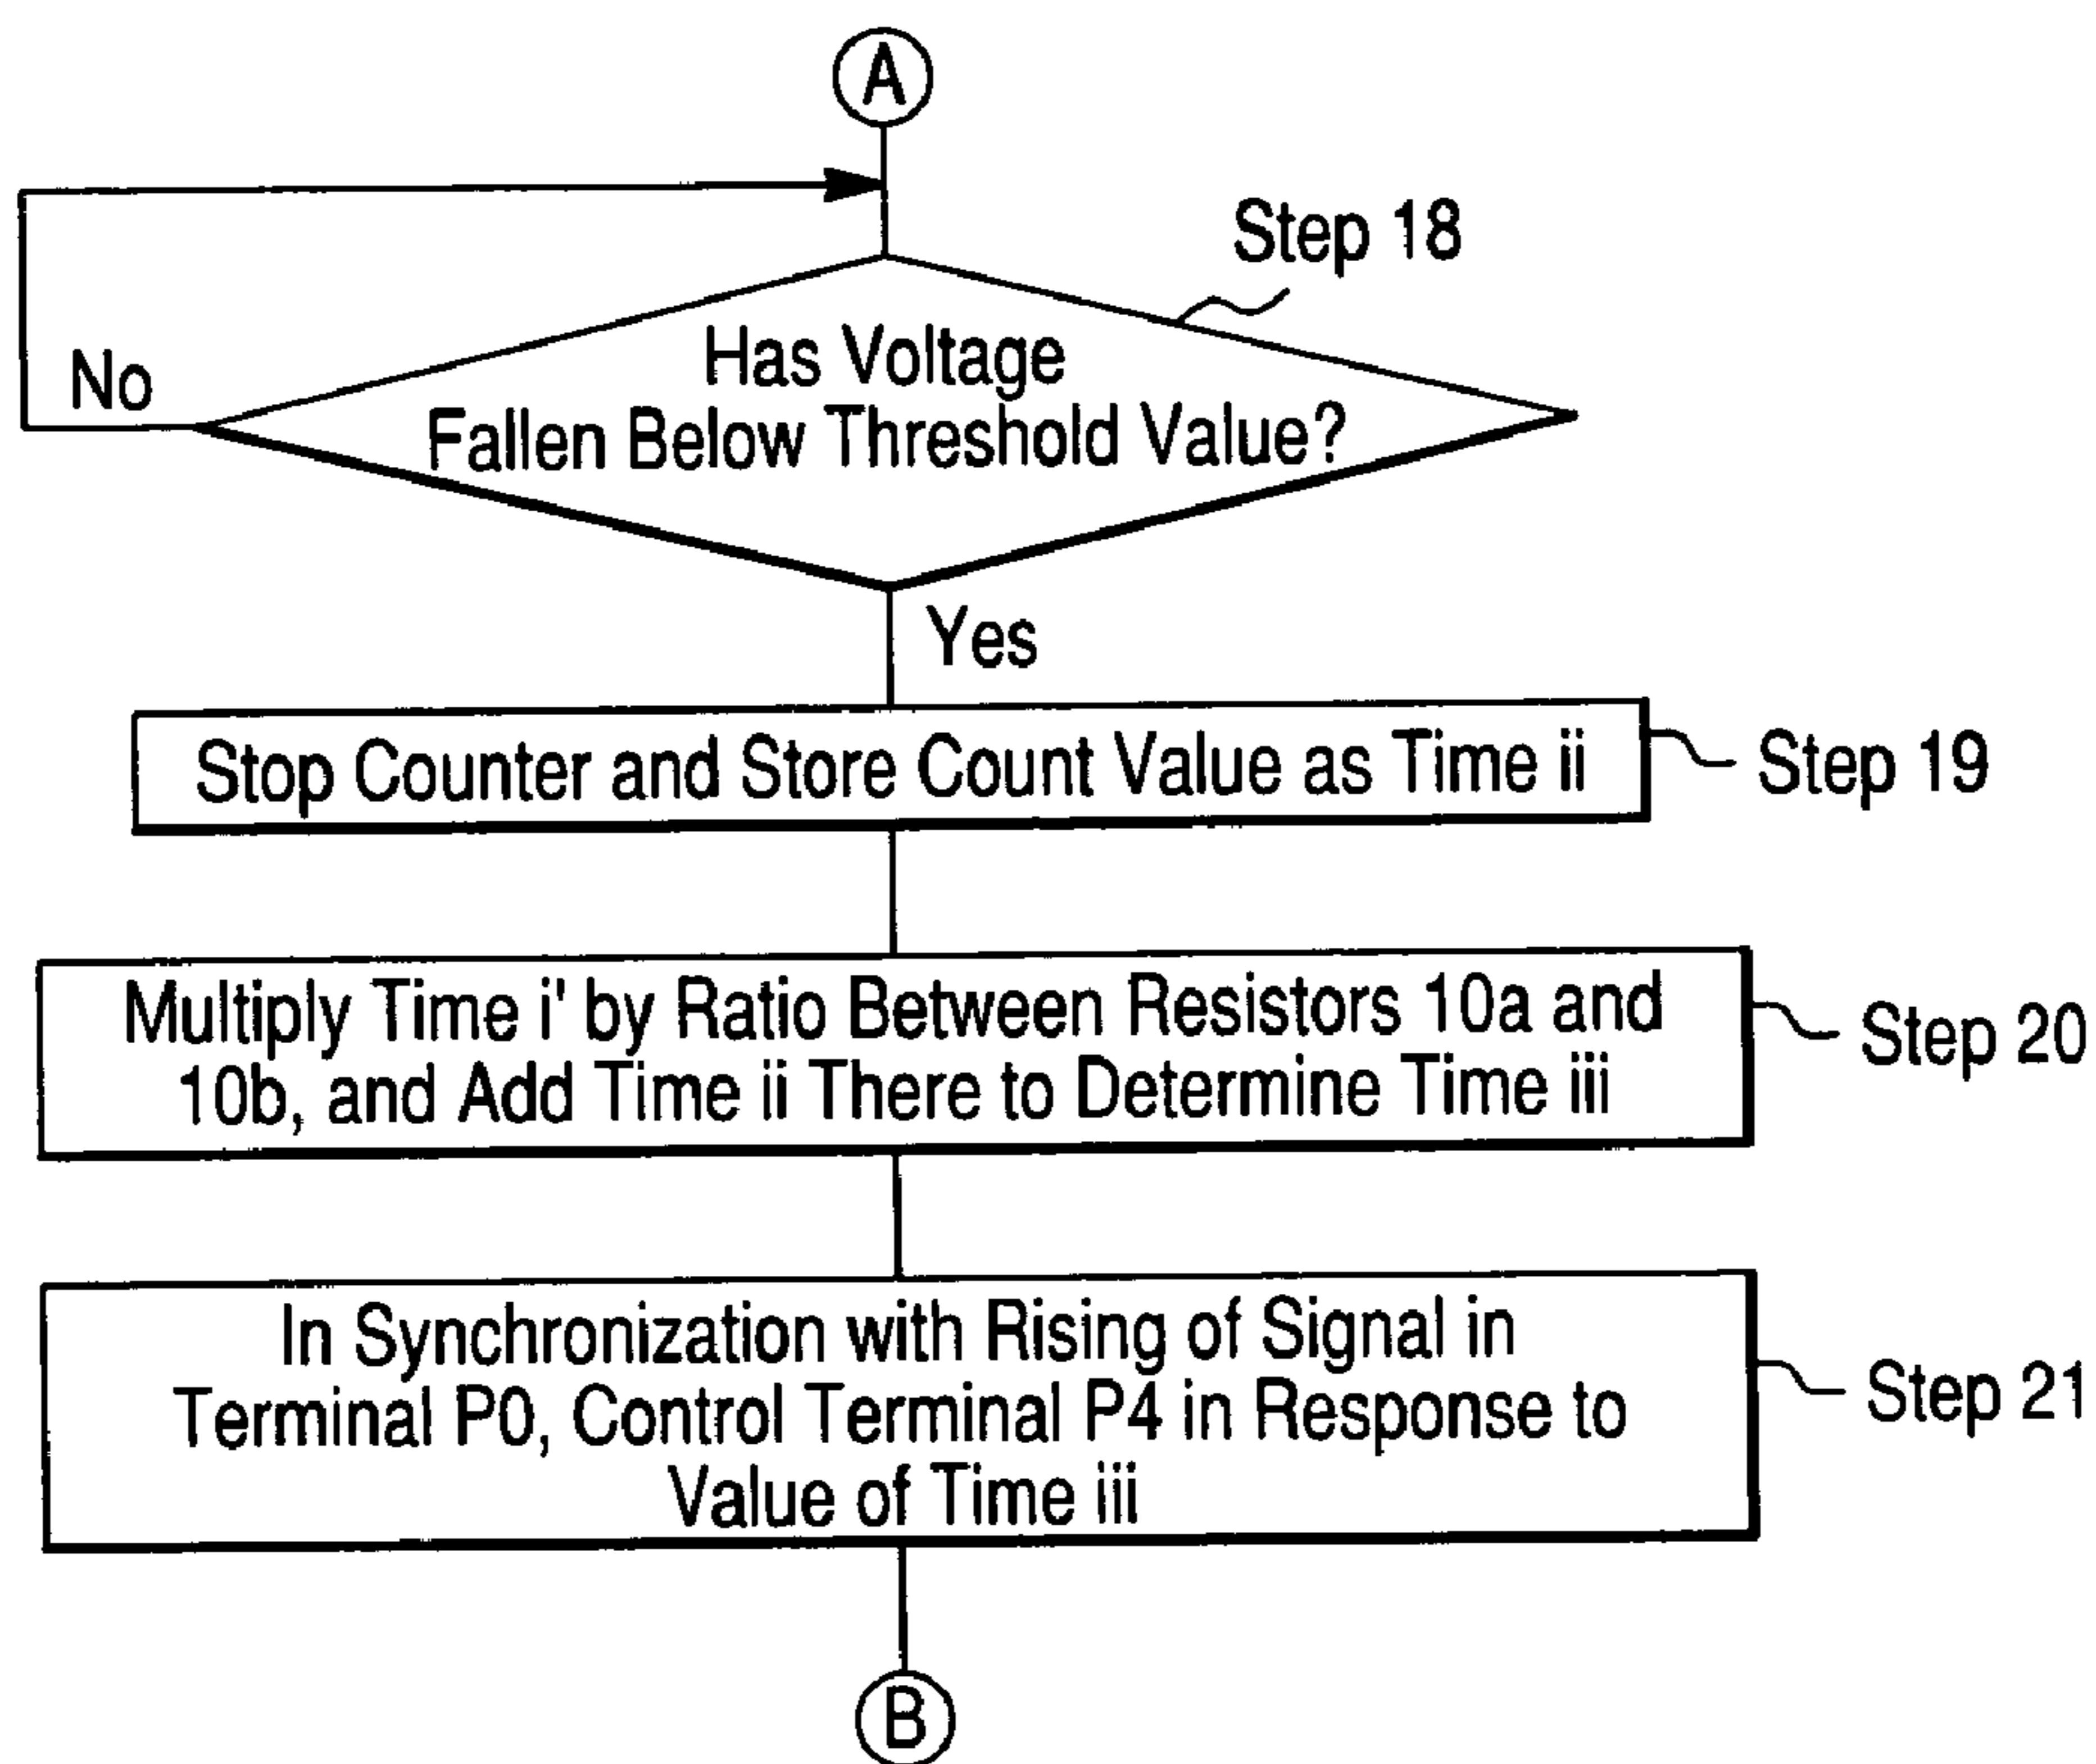 A
Step 18
Has Voltage
Fallen Below Threshold Value?
No
Yes
Stop Counter and Store Count Value as Time ii
Step 19
Multiply Time i' by Ratio Between Resistors 10a and
10b, and Add Time ii There to Determine Time iii
Step 20
In Synchronization with Rising of Signal in
Terminal P0, Control Terminal P4 in Response to
Value of Time iii
Step 21
B